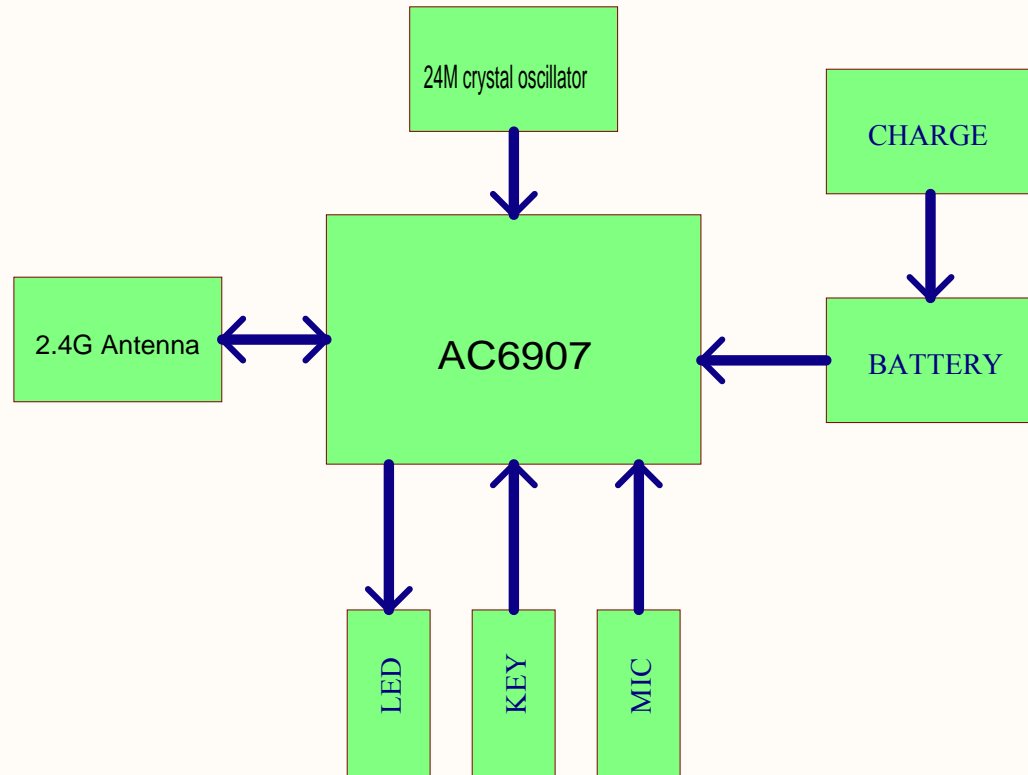 24M crystal oscillator
CHARGE
2.4G Antenna
AC6907
BATTERY
LED
KEY
MIC